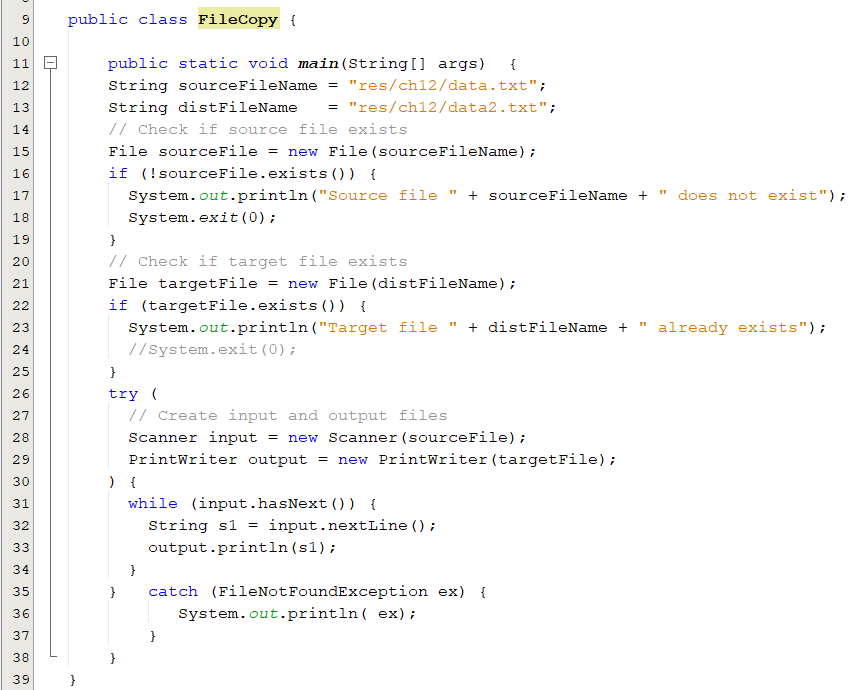 9 public class FileCopy {
10
11 public static void main(String[] args)  {
12 String sourceFileName = "res/ch12/data.txt";
13 String distFileName   = "res/ch12/data2.txt";
14 // Check if source file exists
15 File sourceFile = new File(sourceFileName);
16 if (!sourceFile.exists()) {
17 System.out.println("Source file " + sourceFileName + " does not exist");
18 System.exit(0);
19 }
20 // Check if target file exists
21 File targetFile = new File(distFileName);
22 if (targetFile.exists()) {
23 System.out.println("Target file " + distFileName + " already exists");
24 //System.exit(0);
25 }
26 try (
27 // Create input and output files
28 Scanner input = new Scanner(sourceFile);
29 PrintWriter output = new PrintWriter(targetFile);
30 ) {
31 while (input.hasNext()) {
32 String s1 = input.nextLine();
33 output.println(s1);
34 }
35 }   catch (FileNotFoundException ex) {
36 System.out.println( ex);
37 }
38 }
39 }